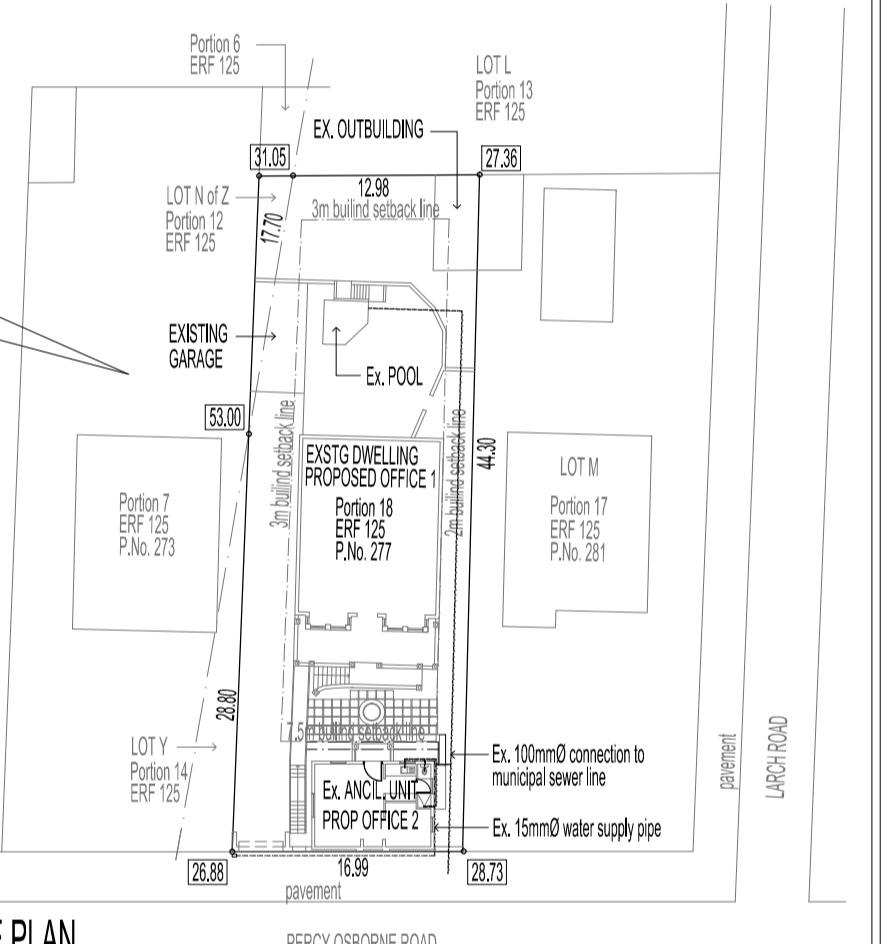 Portion 6
ERF 125
LOT L
Portion 13
ERF 125
EX. OUTBUILDING
31.05
27.36
12.98
3m builind setback line
LOT N of Z
Portion 12
ERF 125
17.70
EXISTING
GARAGE
Ex. POOL
53.00
3m builind setback line
2m builind setback line
44.30
EXSTG DWELLING
PROPOSED OFFICE 1
Portion 18
ERF 125
P.No. 277
Portion 7
ERF 125
P.No. 273
LOT M
Portion 17
ERF 125
P.No. 281
28.80
7.5m builind setback line
LOT Y
Portion 14
ERF 125
Ex. 100mmØ connection to
municipal sewer line
Ex. ANCIL. UNIT
PROP OFFICE 2
Ex. 15mmØ water supply pipe
pavement
LARCH ROAD
26.88
16.99
28.73
pavement
PLAN
PERCY OSBORNE ROAD